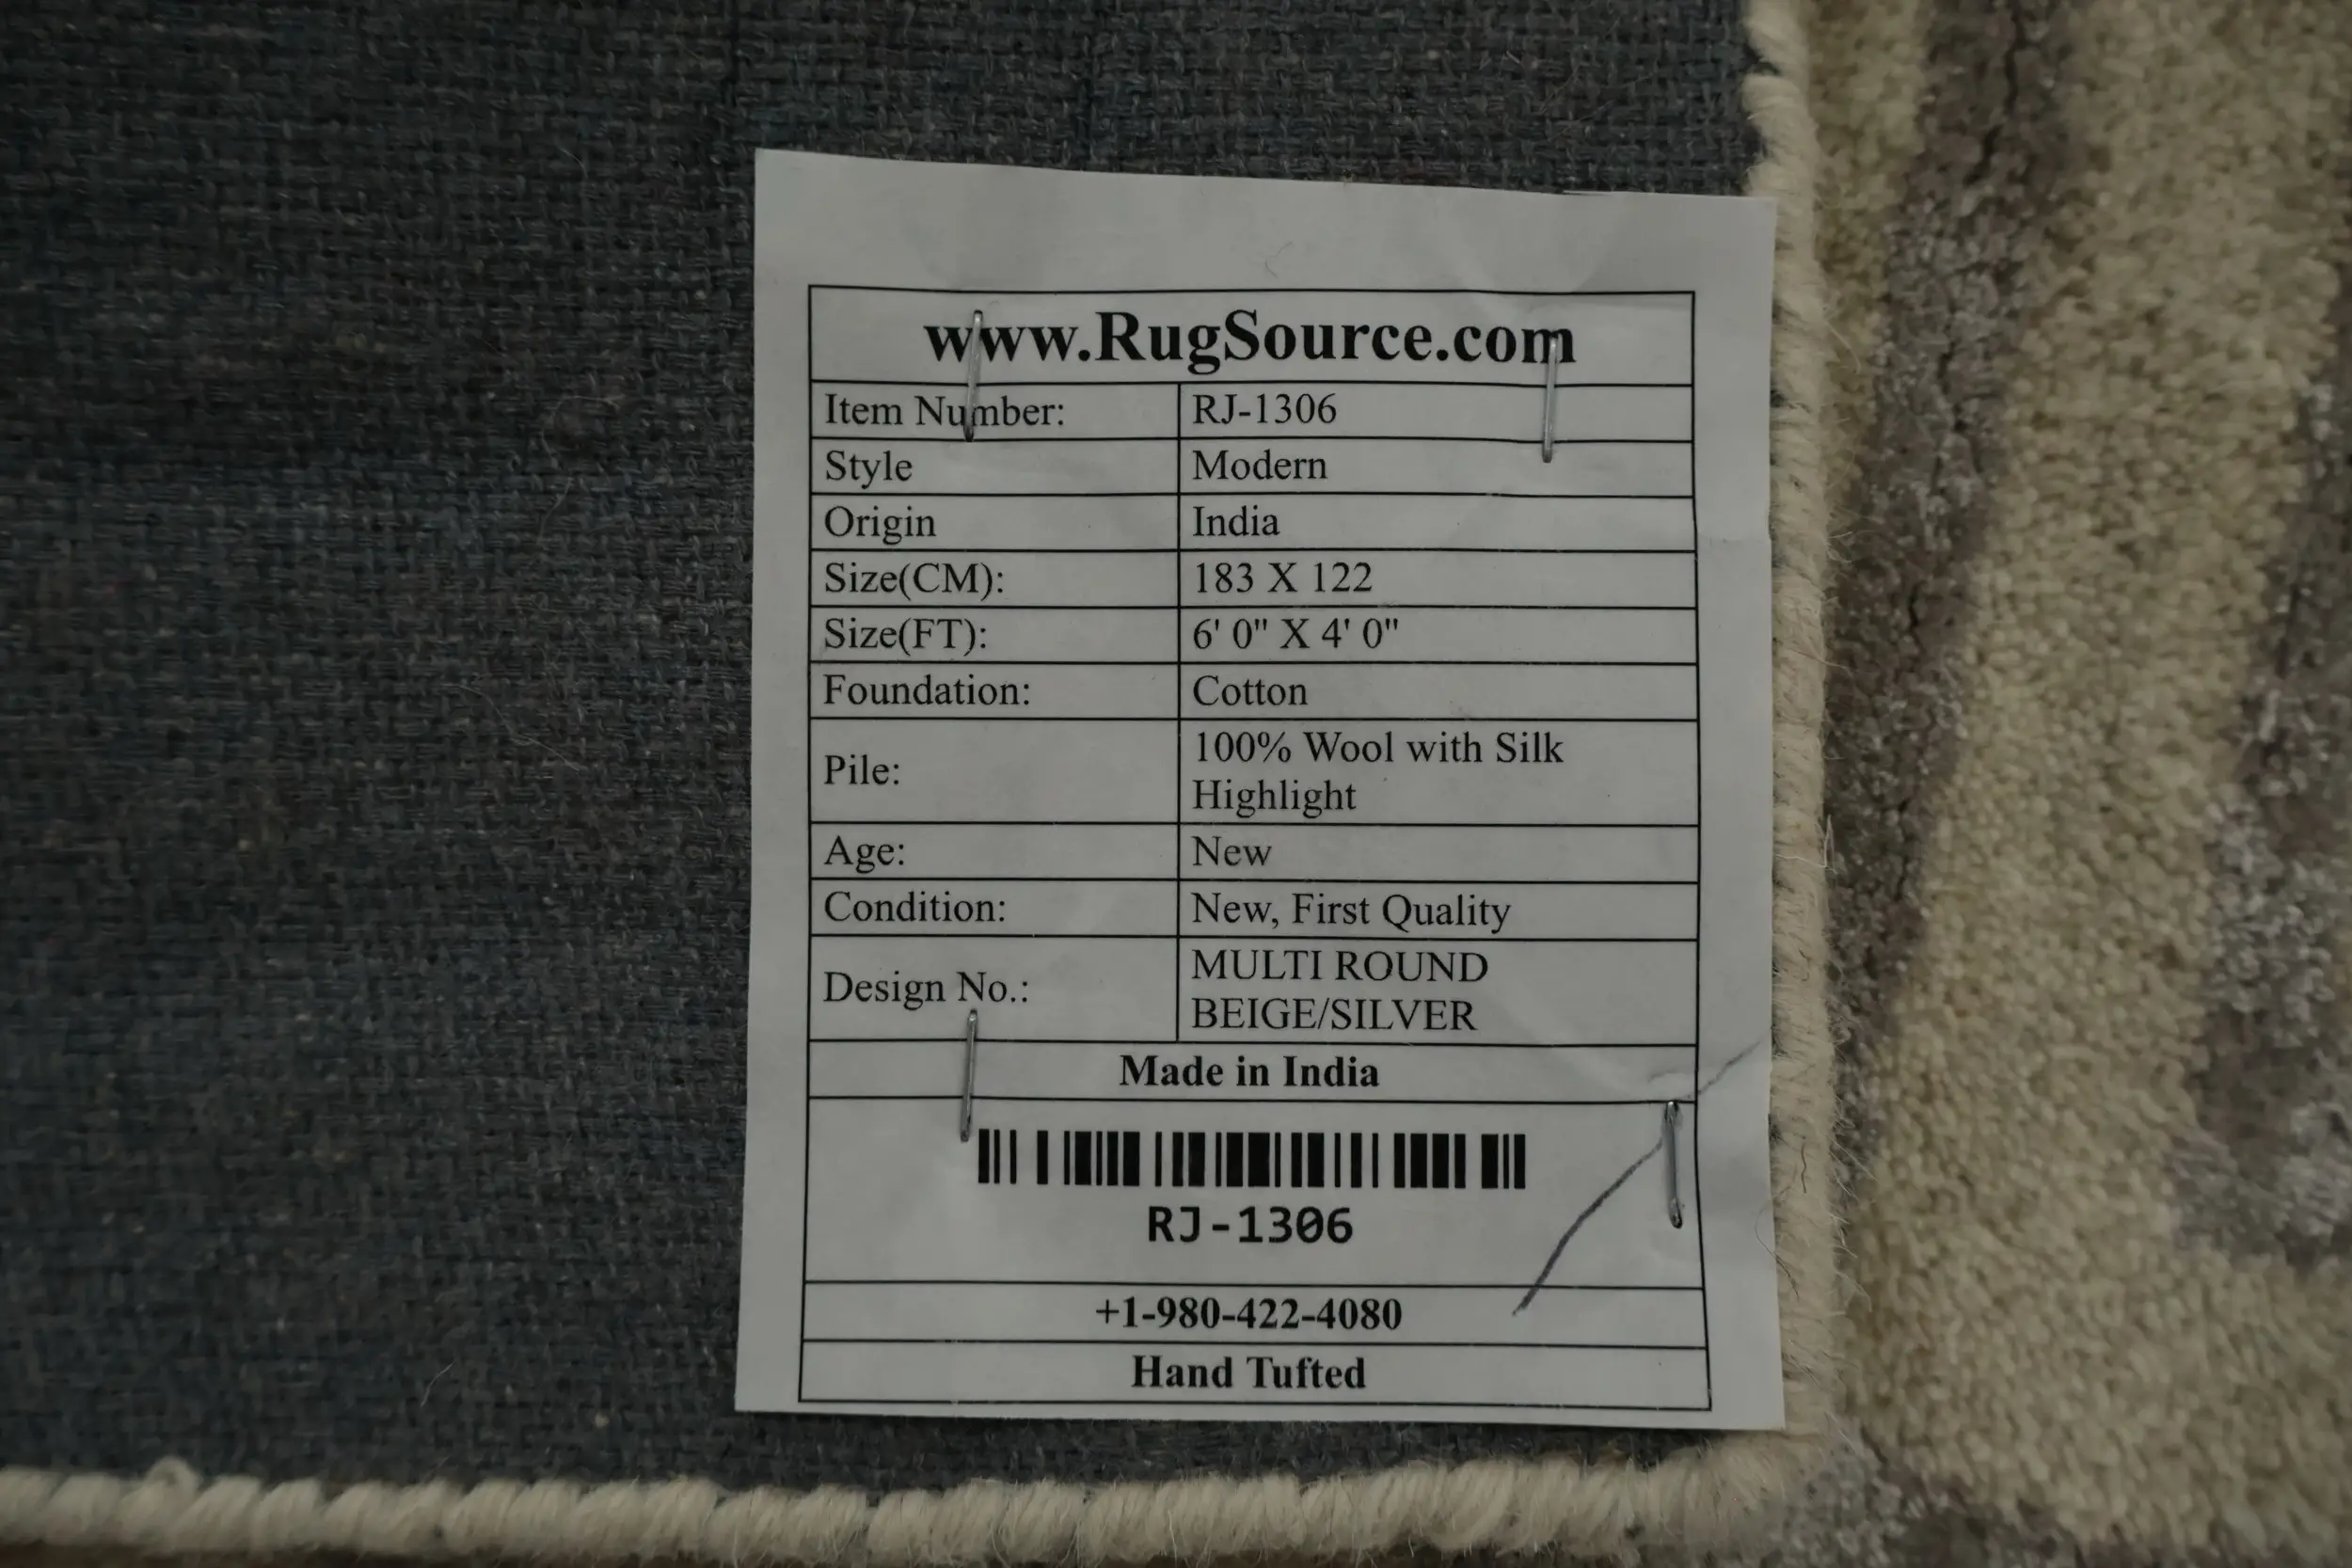 www.RugSource.com
Item Number: RJ-1306
Style Modern
Origin India
Size(CM): 183 X 122
Size(FT): 6' 0" X 4' 0"
Foundation: Cotton
Pile: 100% Wool with Silk
Highlight
Age: New
Condition: New, First Quality
Design No.: MULTI ROUND
BEIGE/SILVER
Made in India
RJ-1306
+1-980-422-4080
Hand Tufted